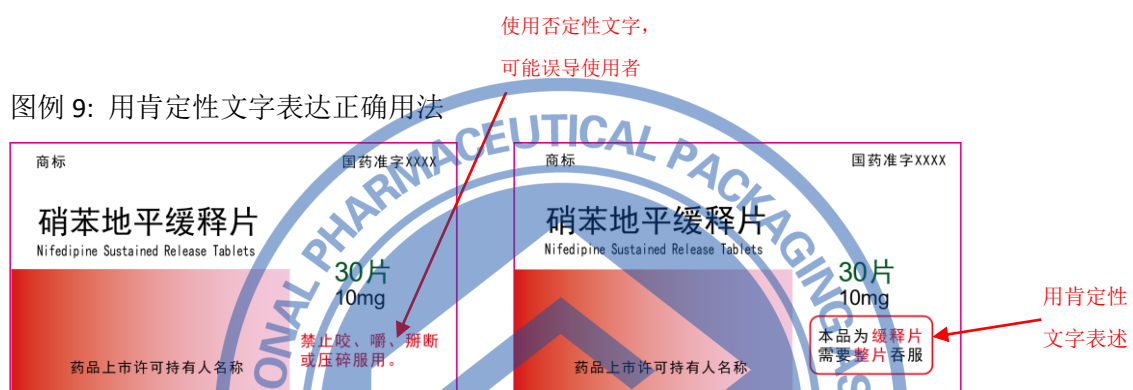 使用否定性文字，
可能误导使用者
图例 9: 用肯定性文字表达正确用法
商标
国药准字XXXX
硝苯地平缓释片
Nifedipine Sustained Release Tablets
30片
10mg
禁止咬、嚼、掰断
或压碎服用。
药品上市许可持有人名称
商标
国药准字XXXX
硝苯地平缓释片
Nifedipine Sustained Release Tablets
30片
10mg
本品为缓释片
需要整片吞服
药品上市许可持有人名称
用肯定性
文字表述
ONAL PHARMACEUTICAL PACKAGING AS